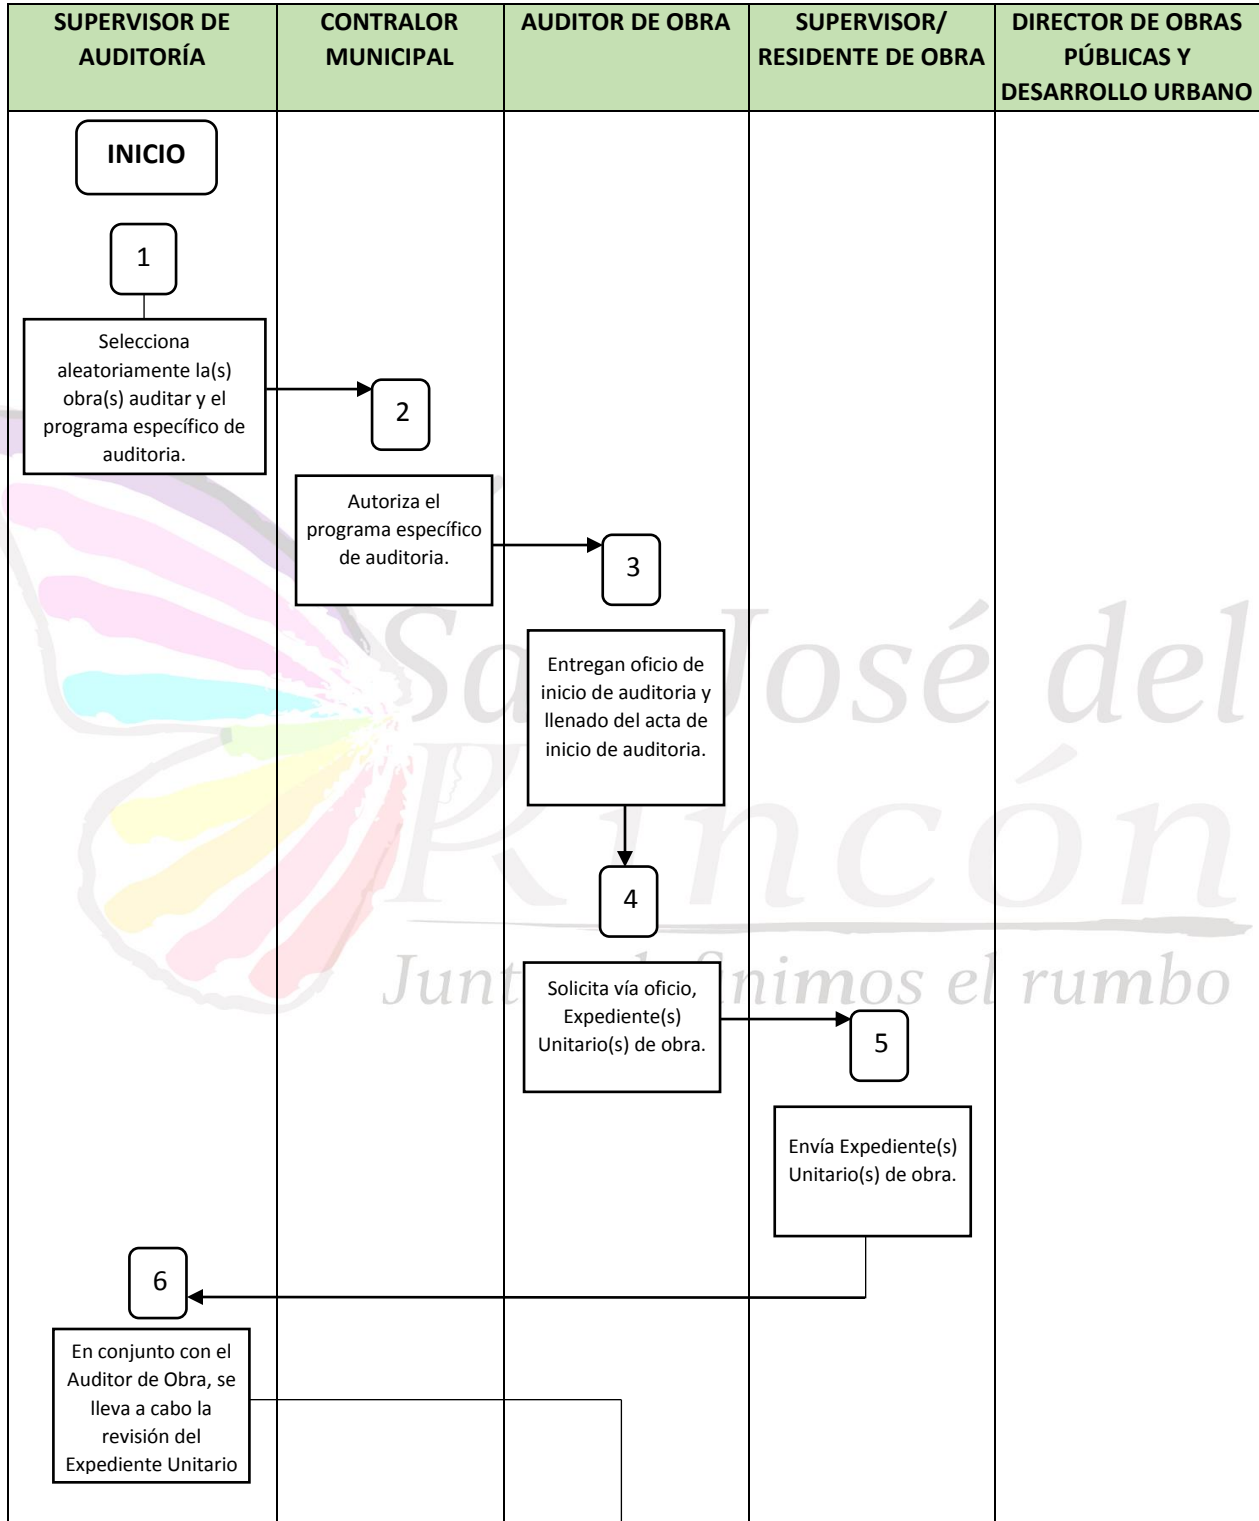 SUPERVISOR DE
AUDITORÍA
CONTRALOR
MUNICIPAL
AUDITOR DE OBRA
SUPERVISOR/
RESIDENTE DE OBRA
DIRECTOR DE OBRAS
PÚBLICAS Y
DESARROLLO URBANO
INICIO
1
Selecciona
aleatoriamente la(s)
obra(s) auditar y el
programa específico de
auditoria.
2
Autoriza el
programa específico
de auditoria.
3
Entregan oficio de
inicio de auditoria y
llenado del acta de
inicio de auditoria.
4
Solicita vía oficio,
Expediente(s)
Unitario(s) de obra.
5
Envía Expediente(s)
Unitario(s) de obra.
6
En conjunto con el
Auditor de Obra, se
lleva a cabo la
revisión del
Expediente Unitario
José del
Rincón
el rumbo